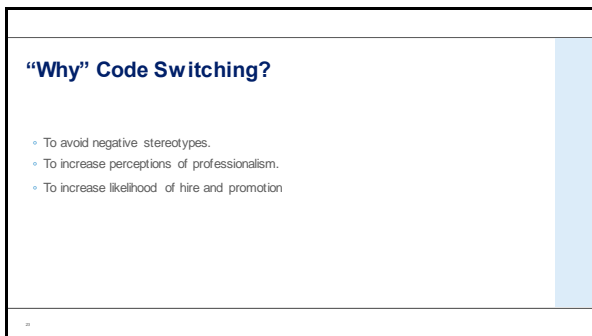 “Why” Code Switching?
◦ To avoid negative stereotypes.
◦ To increase perceptions of professionalism.
◦ To increase likelihood of hire and promotion